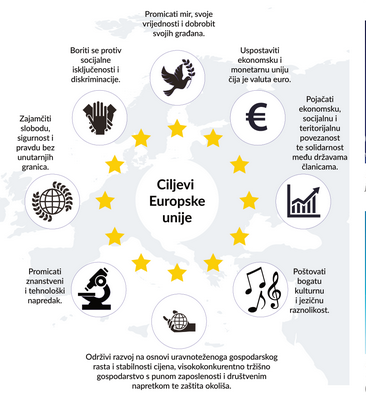 Promicati mir, svoje
vrijednosti i dobrobit
svojih građana.
Boriti se protiv
socijalne
isključenosti i
diskriminacije.
Uspostaviti
ekonomsku i
monetarnu uniju
čija je valuta euro.
Zajamčiti
slobodu,
sigurnost i
pravdu bez
unutarnjih
granica.
Pojačati
ekonomsku,
socijalnu i
teritorijalnu
povezanost
te solidarnost
među državama
članicama.
€
Ciljevi
Europske
unije
Promicati
znanstveni
i tehnološki
napredak.
Poštovati
bogatu
kulturnu
i jezičnu
raznolikost.
Održivi razvoj na osnovi uravnoteženoga gospodarskog
rasta i stabilnosti cijena, visokokonkurentno tržišno
gospodarstvo s punom zaposlenosti i društvenim
napretkom te zaštita okoliša.